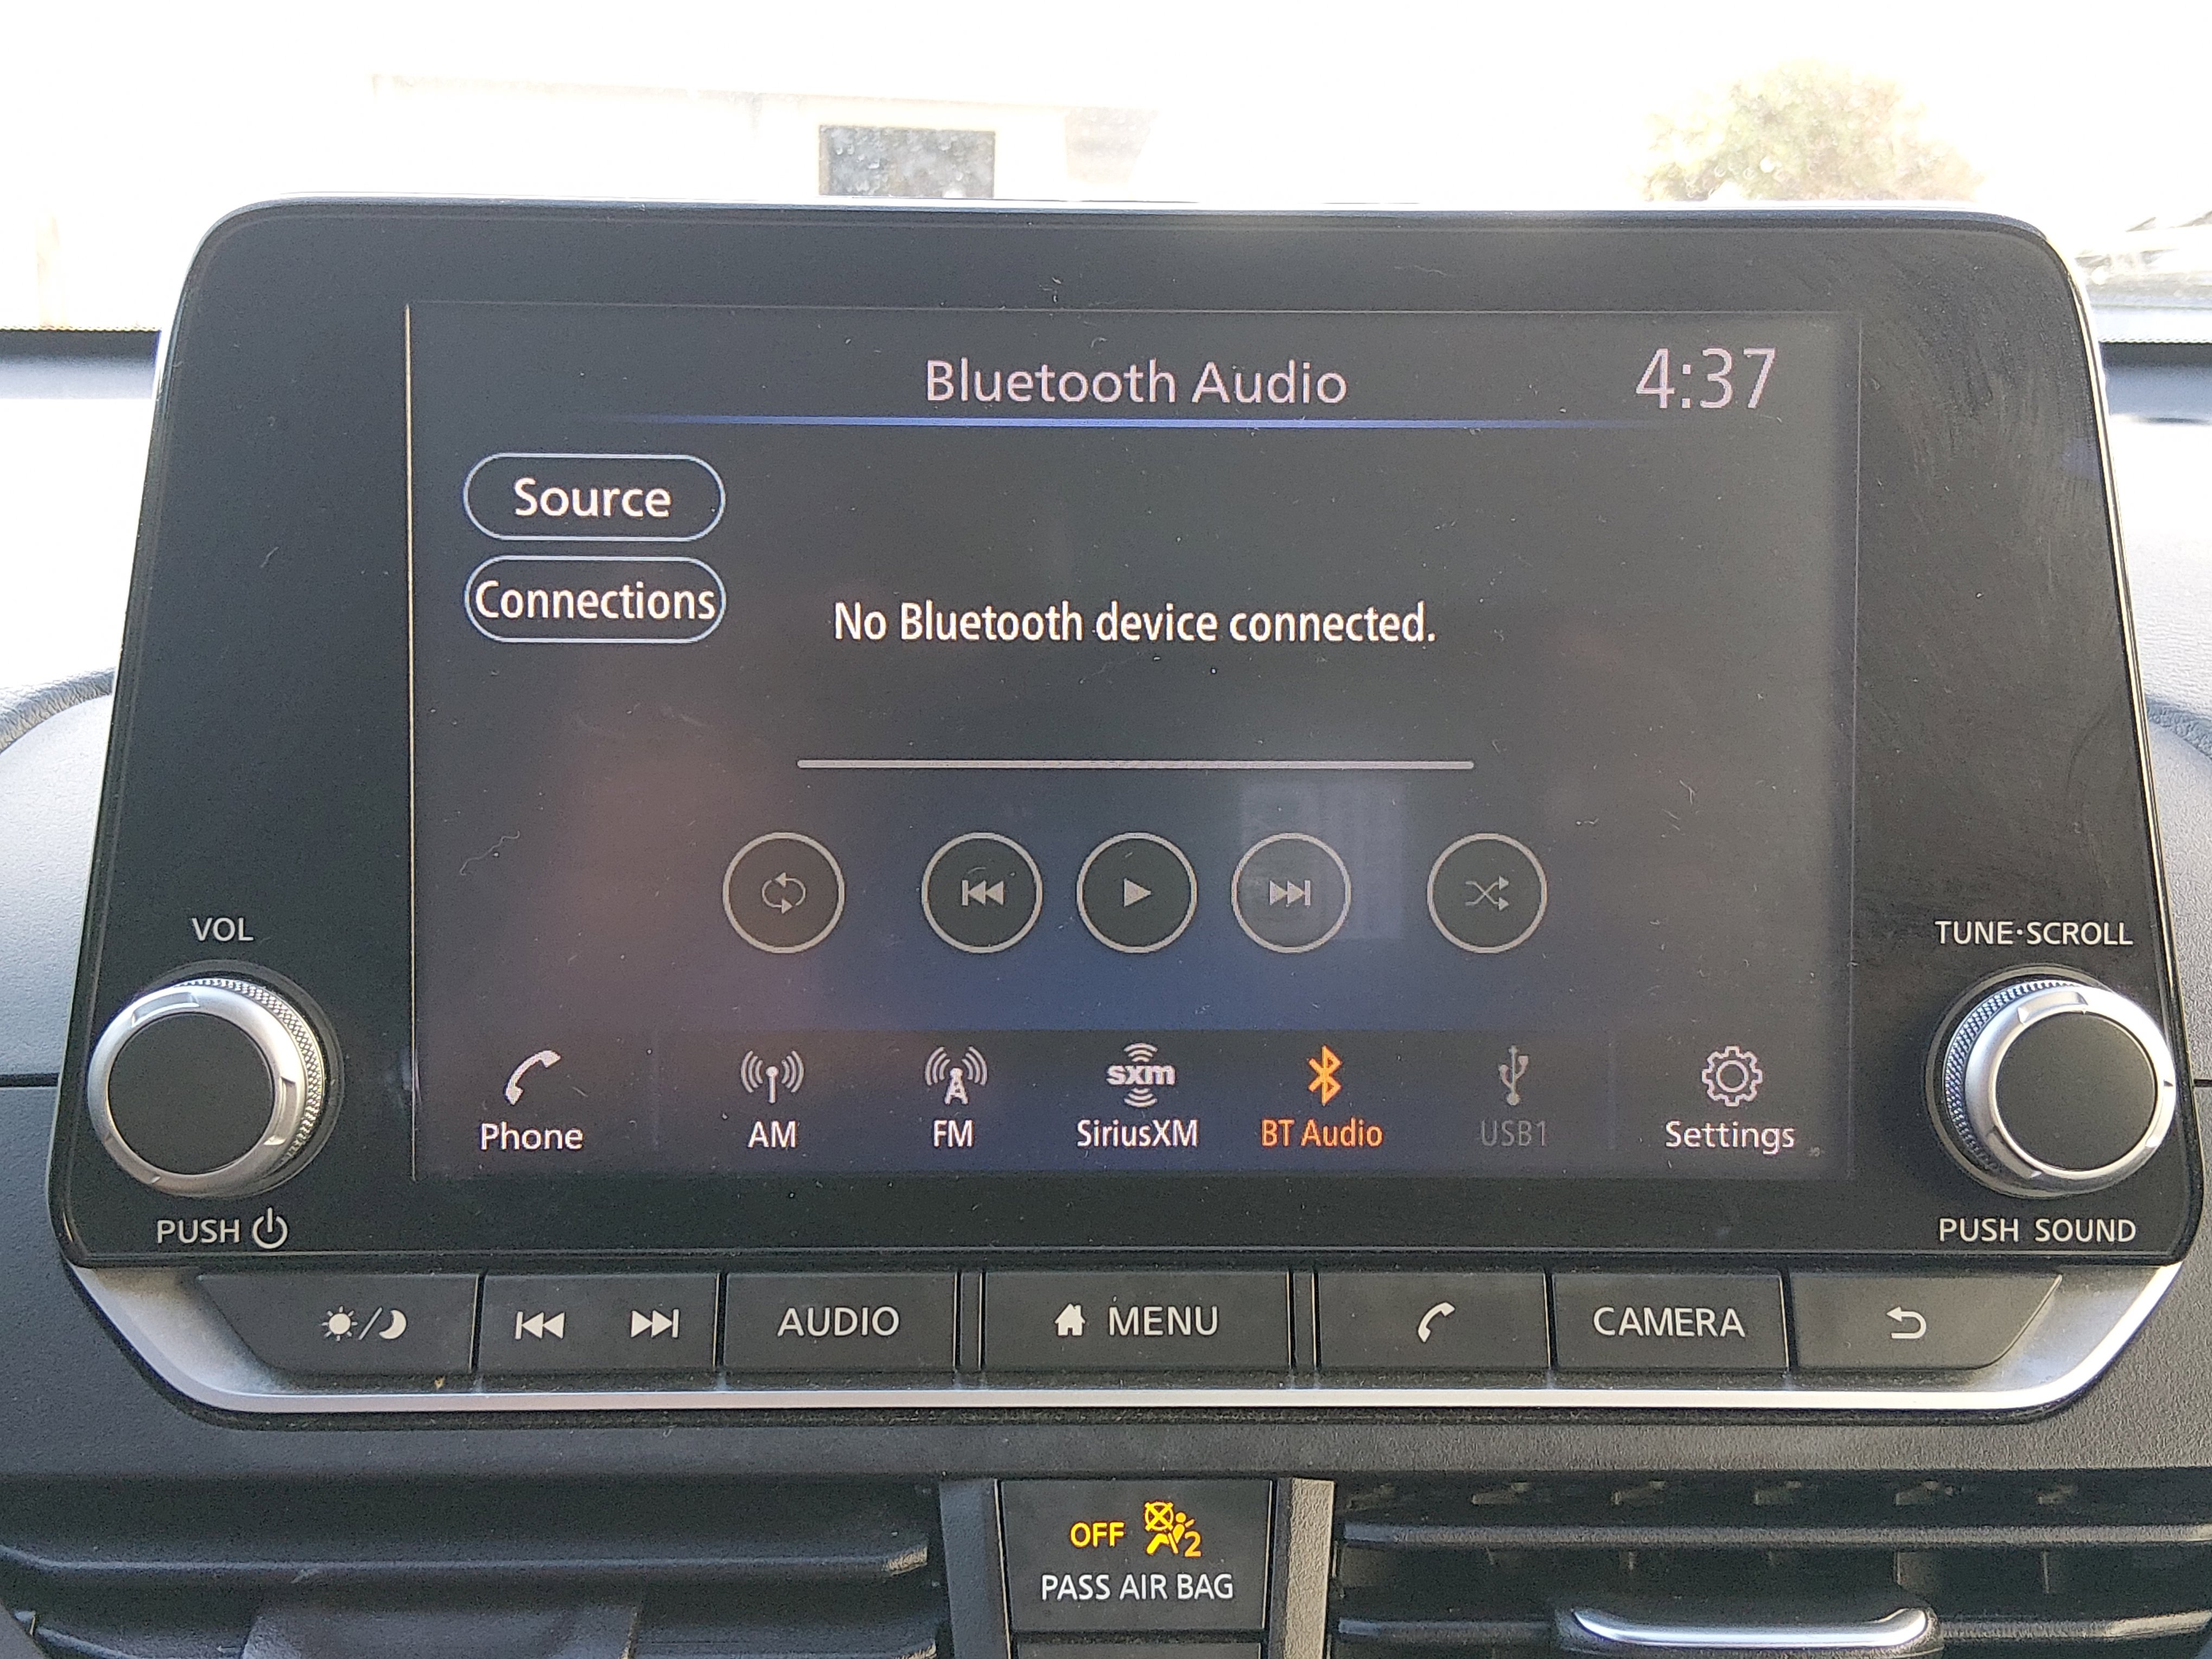 Bluetooth Audio
4:37
Source
Connections
No Bluetooth device connected.
VOL
TUNE·SCROLL
Phone
AM
FM
sxm
SiriusXM
BT Audio
USB1
Settings
PUSH
PUSH SOUND
AUDIO
MENU
CAMERA
OFF 2
PASS AIR BAG